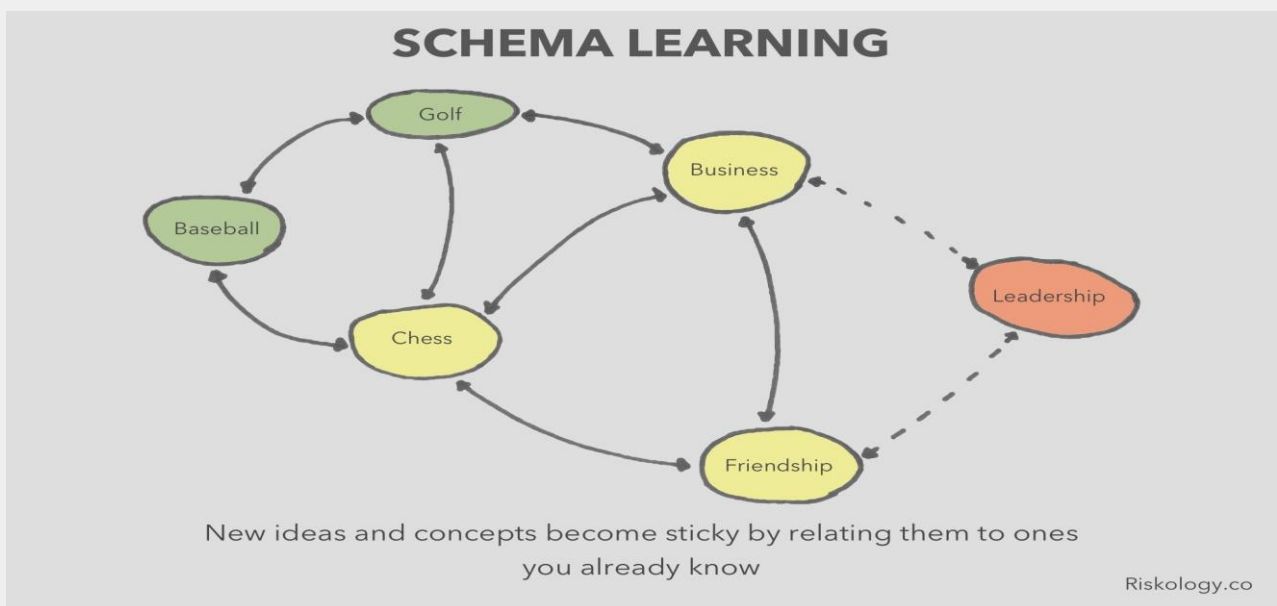 SCHEMA LEARNING
Golf
Business
Baseball
Leadership
Chess
Friendship
New ideas and concepts become sticky by relating them to ones
you already know
Riskology.co